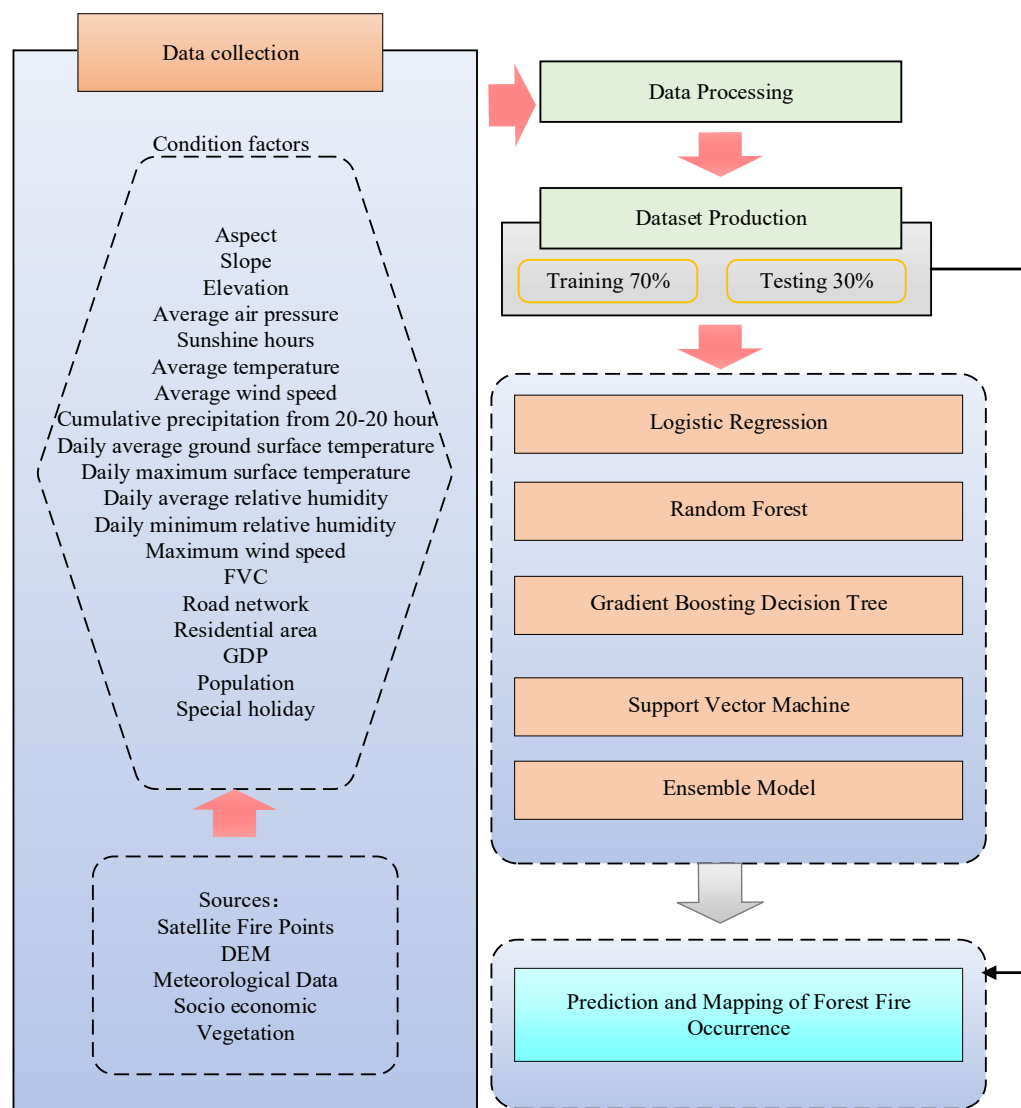 Data collection
Condition factors
Aspect
Slope
Elevation
Average air pressure
Sunshine hours
Average temperature
Average wind speed
Cumulative precipitation from 20-20 hour
Daily average ground surface temperature
Daily maximum surface temperature
Daily average relative humidity
Daily minimum relative humidity
Maximum wind speed
FVC
Road network
Residential area
GDP
Population
Special holiday
Sources：
Satellite Fire Points
DEM
Meteorological Data
Socio economic
Vegetation
Data Processing
Dataset Production
Training 70%
Testing 30%
Logistic Regression
Random Forest
Gradient Boosting Decision Tree
Support Vector Machine
Ensemble Model
Prediction and Mapping of Forest Fire
Occurrence